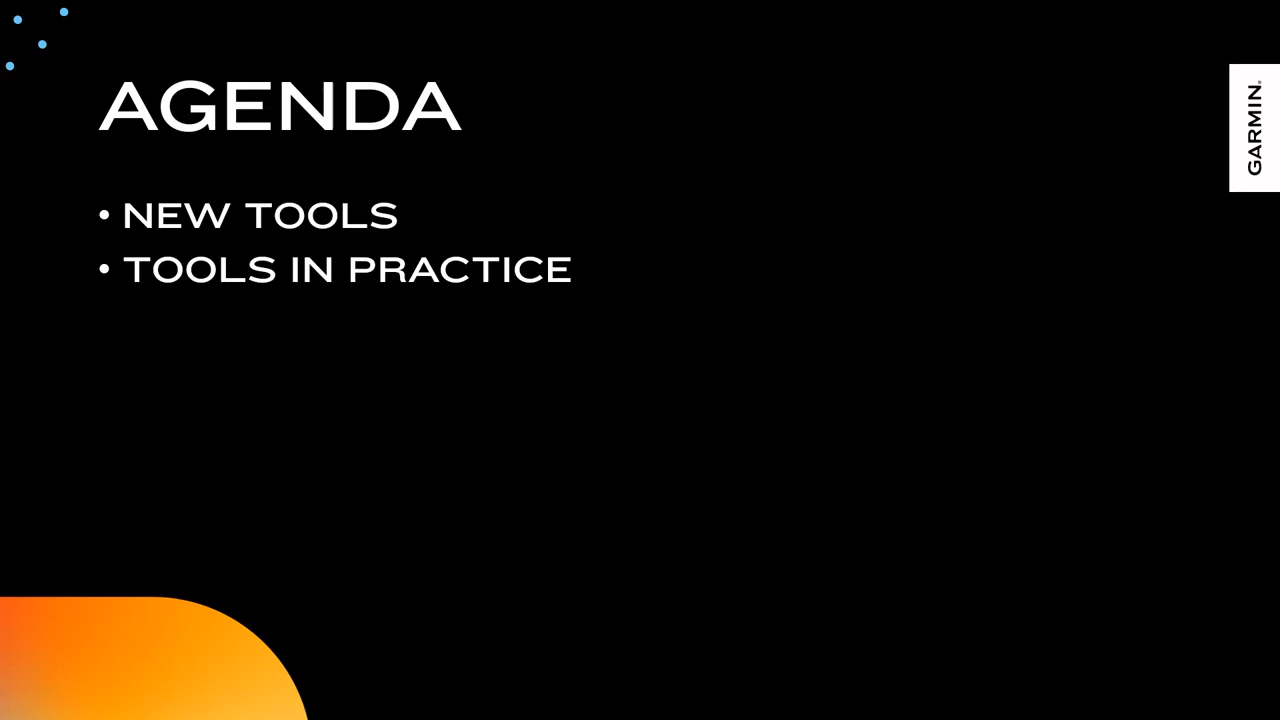 AGENDA
• NEW TOOLS
• TOOLS IN PRACTICE
GARMIN®